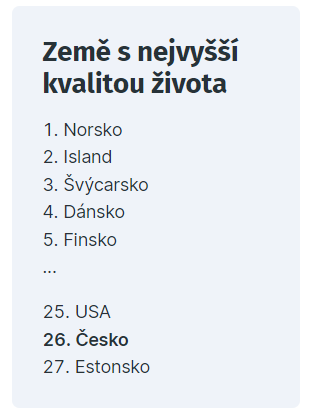 Země s nejvyšší
kvalitou života
1. Norsko
2. Island
3. Švýcarsko
4. Dánsko
5. Finsko
...
25. USA
26. Česko
27. Estonsko